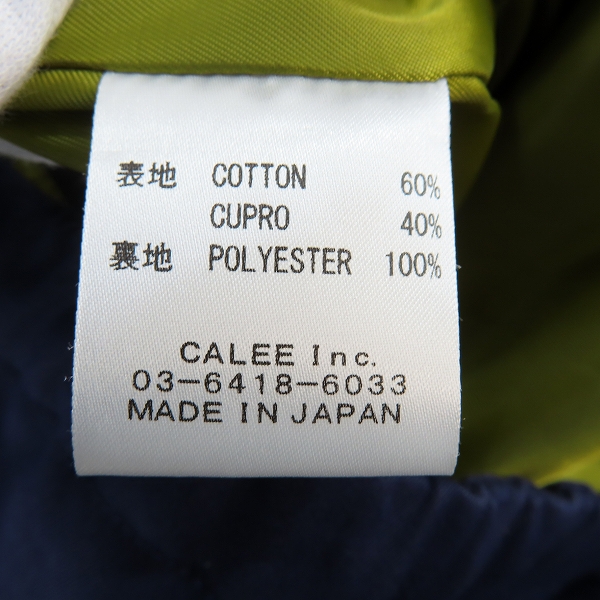 表地 COTTON 60%
CUPRO 40%
裏地 POLYESTER 100%
CALEE Inc.
03-6418-6033
MADE IN JAPAN